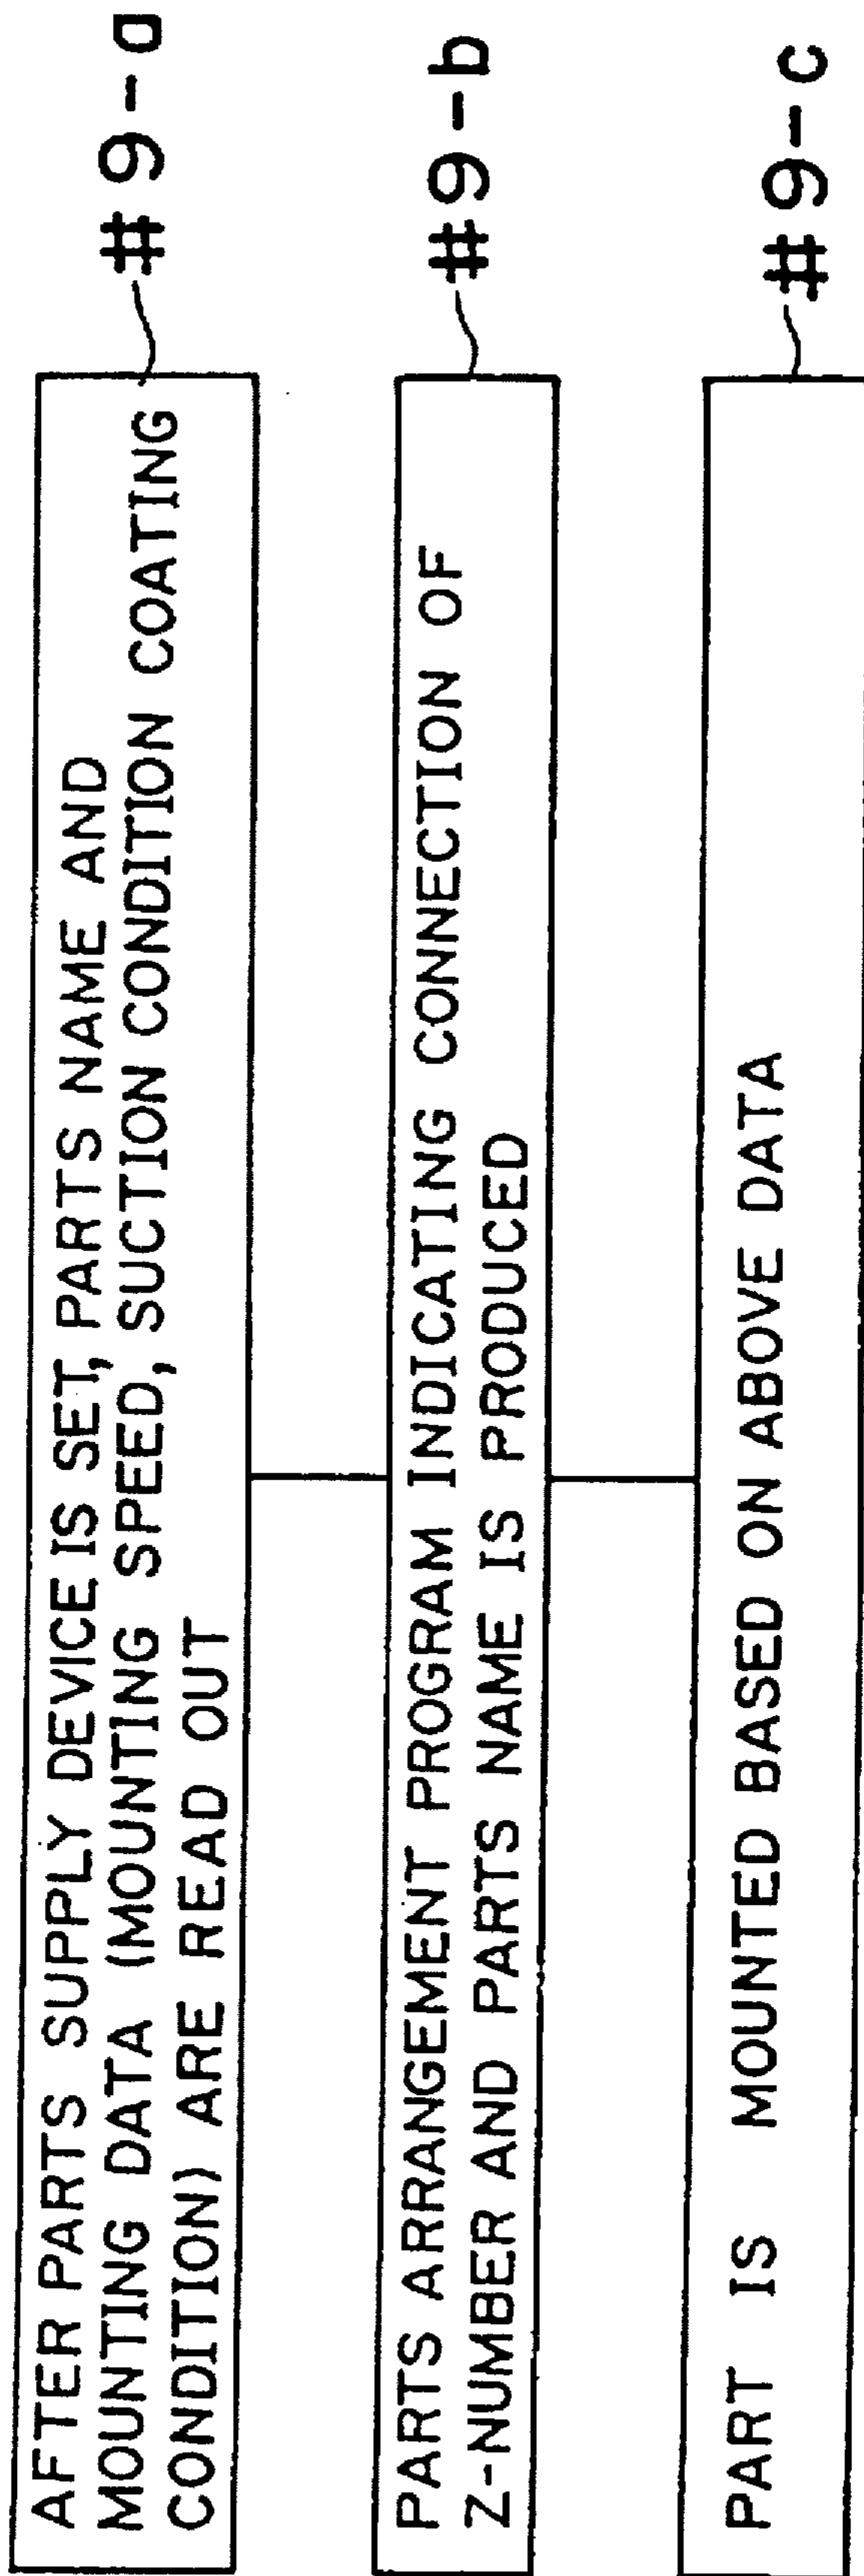 AFTER PARTS SUPPLY DEVICE IS SET, PARTS NAME AND
MOUNTING DATA (MOUNTING SPEED, SUCTION CONDITION COATING
CONDITION) ARE READ OUT
#9-a
PARTS ARRANGEMENT PROGRAM INDICATING CONNECTION OF
Z-NUMBER AND PARTS NAME IS PRODUCED
#9-b
PART IS MOUNTED BASED ON ABOVE DATA
#9-c